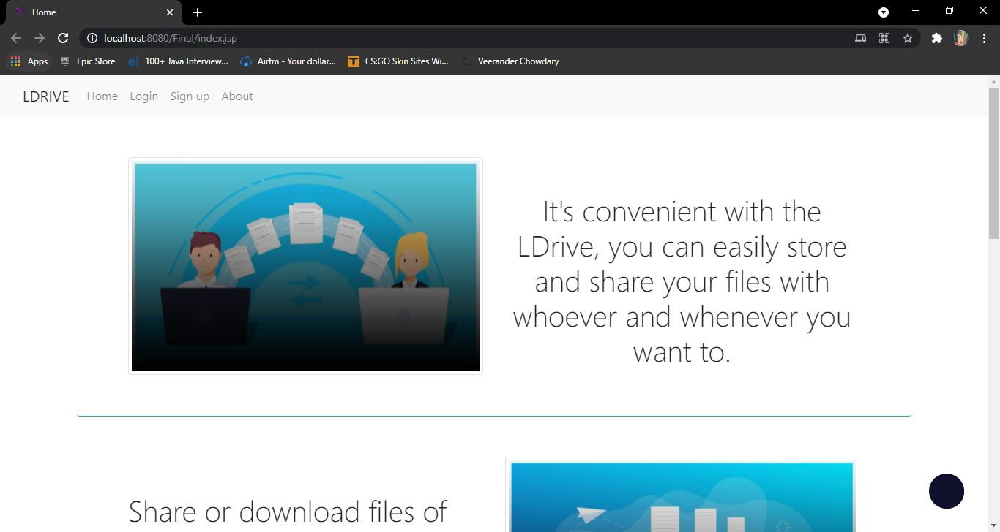 Home
localhost:8080/Final/index.jsp
Apps EPIC Epic Store e! 100+ Java Interview... Airtm - Your dollar... T CS:GO Skin Sites Wi... Veerander Chowdary
LDRIVE Home Login Sign up About
It's convenient with the
LDrive, you can easily store
and share your files with
whoever and whenever you
want to.
Share or download files of